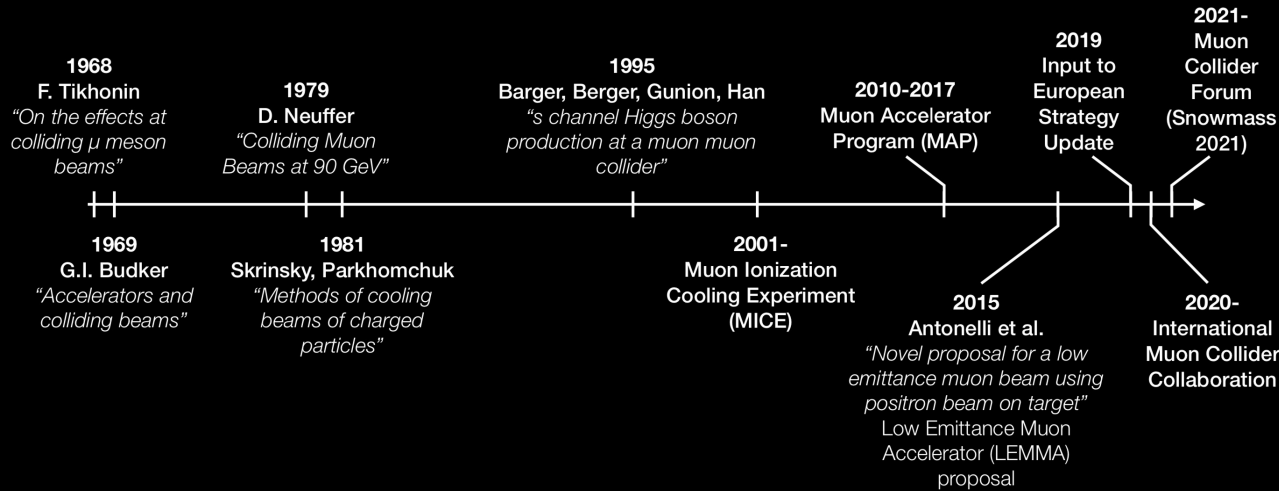 1968
F. Tikhonin
“On the effects at
colliding μ meson
beams”
1969
G.I. Budker
“Accelerators and
colliding beams”
1979
D. Neuffer
“Colliding Muon
Beams at 90 GeV”
1981
Skrinsky, Parkhomchuk
“Methods of cooling
beams of charged
particles”
1995
Barger, Berger, Gunion, Han
“s channel Higgs boson
production at a muon muon
collider”
2001-
Muon Ionization
Cooling Experiment
(MICE)
2010-2017
Muon Accelerator
Program (MAP)
2015
Antonelli et al.
“Novel proposal for a low
emittance muon beam using
positron beam on target”
Low Emittance Muon
Accelerator (LEMMA)
proposal
2019
Input to
European
Strategy
Update
2020-
International
Muon Collider
Collaboration
2021-
Muon
Collider
Forum
(Snowmass
2021)